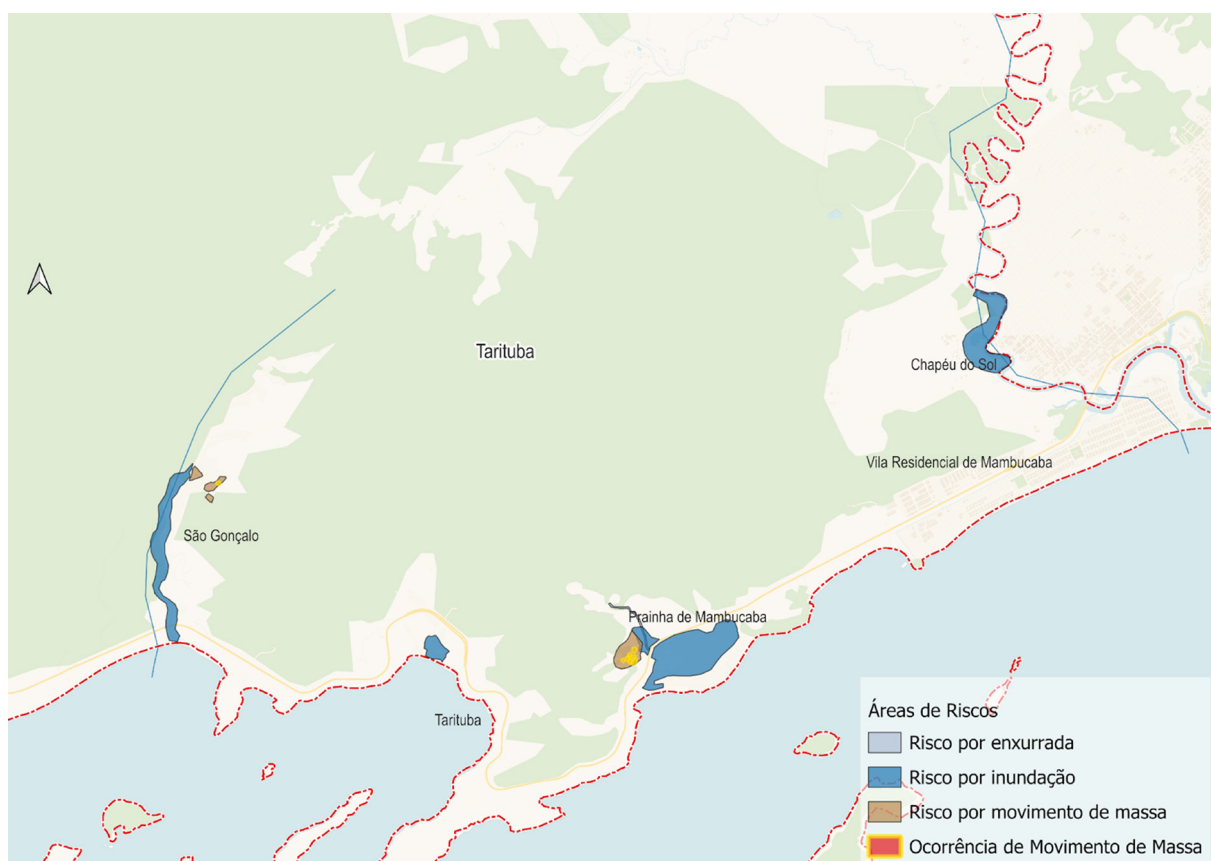 Tarituba
Chapéu do Sol
Vila Residencial de Mambucaba
São Gonçalo
Prainha de Mambucaba
Tarituba
Áreas de Riscos
Risco por enxurrada
Risco por inundação
Risco por movimento de massa
Ocorrência de Movimento de Massa